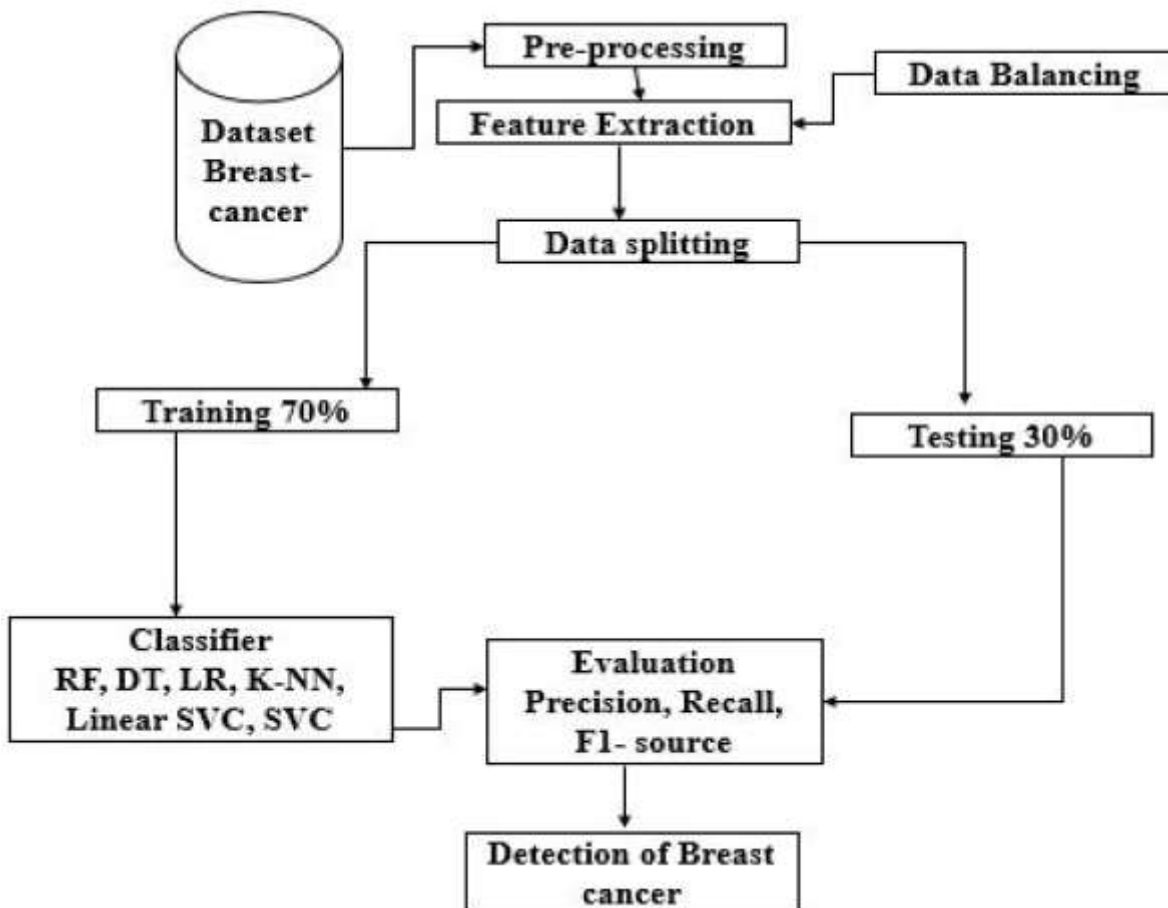 Pre-processing
Data Balancing
Feature Extraction
Dataset
Breast-
cancer
Data splitting
Training 70%
Testing 30%
Classifier
RF, DT, LR, K-NN,
Linear SVC, SVC
Evaluation
Precision, Recall,
F1- source
Detection of Breast
cancer